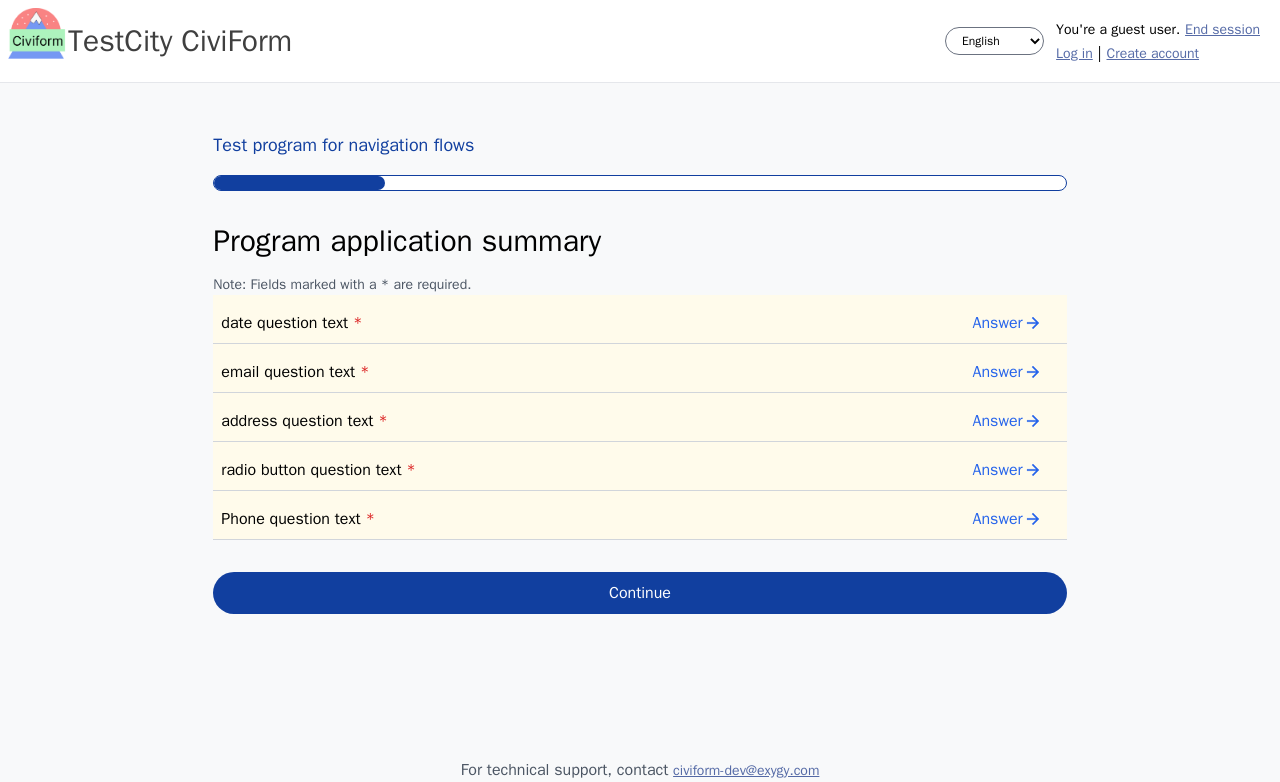 Civiform
TestCity CiviForm
English
You're a guest user. End session
Log in | Create account
Test program for navigation flows
Program application summary
Note: Fields marked with a * are required.
date question text * Answer
email question text * Answer
address question text * Answer
radio button question text * Answer
Phone question text * Answer
Continue
For technical support, contact civiform-dev@exygy.com